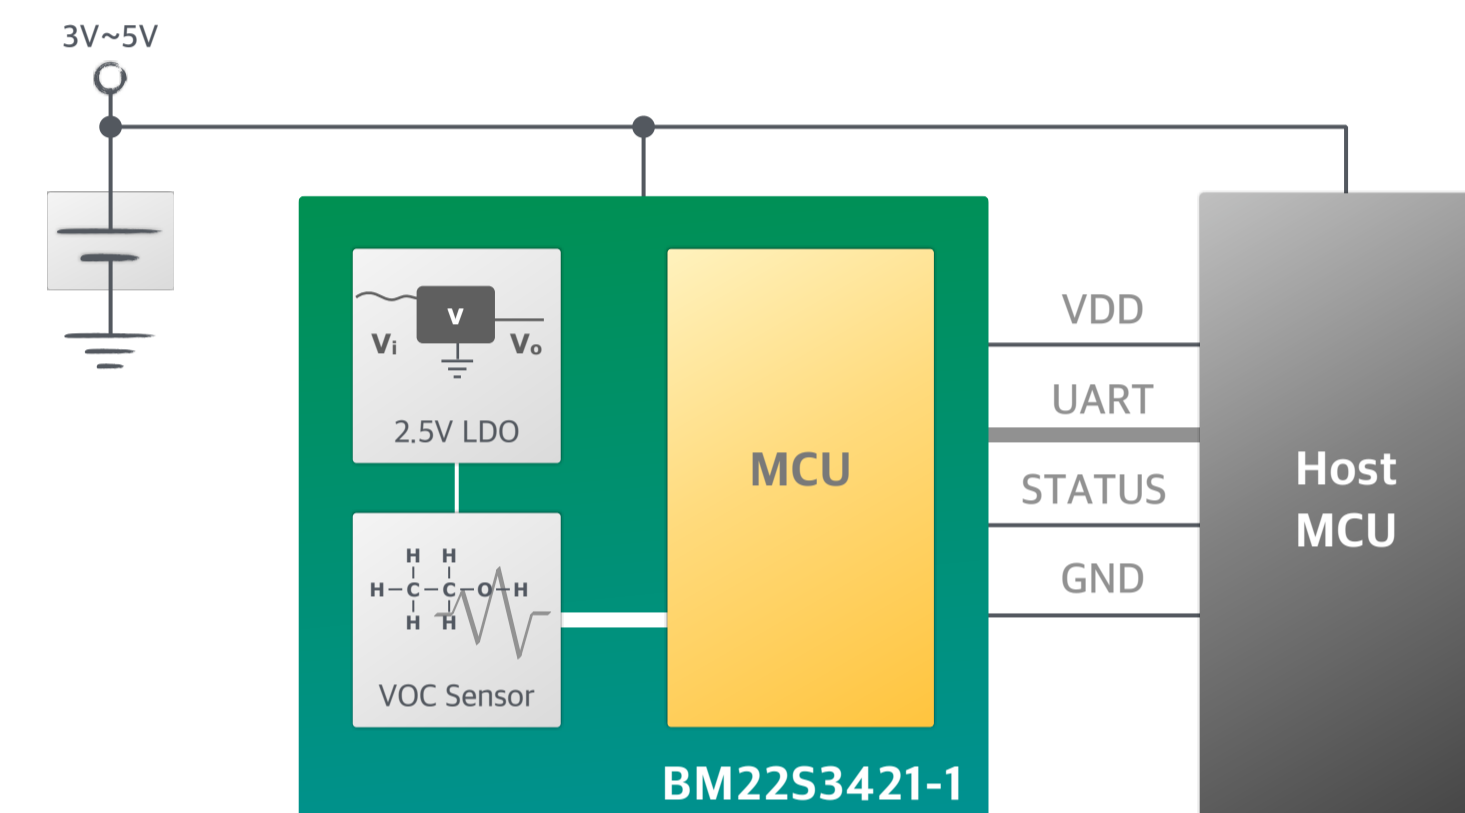 3V~5V
V
Vi
Vo
2.5V LDO
H H
H-C-C-O-H
H H
VOC Sensor
MCU
BM22S3421-1
VDD
UART
STATUS
GND
Host
MCU